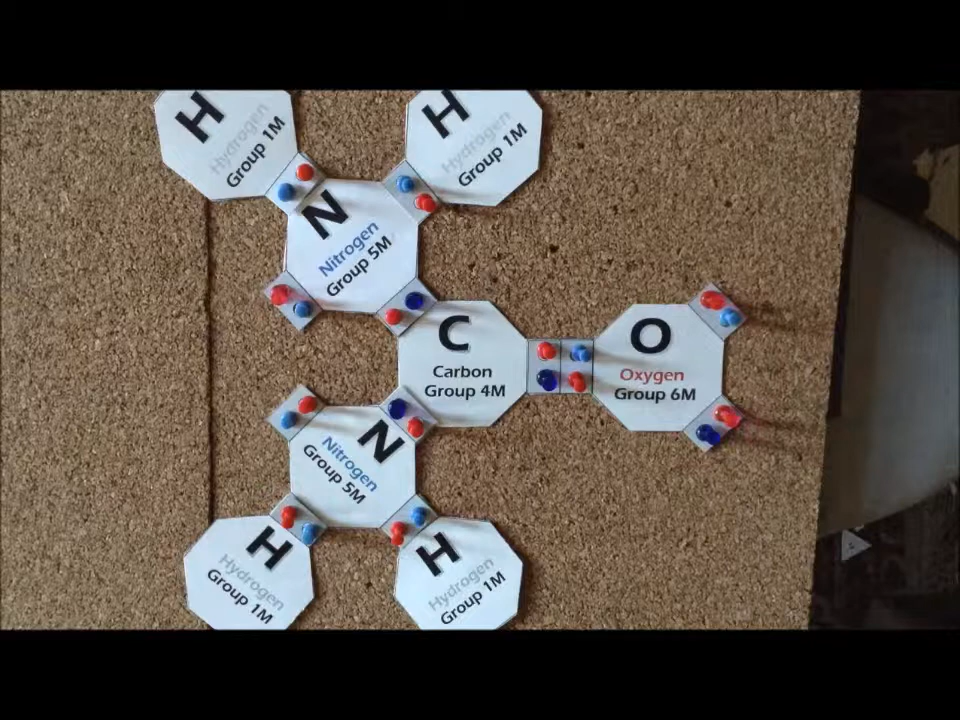 H
Hydrogen
Group 1M
H
Hydrogen
Group 1M
N
Nitrogen
Group 5M
C
Carbon
Group 4M
O
Oxygen
Group 6M
N
Nitrogen
Group 5M
H
Hydrogen
Group 1M
H
Hydrogen
Group 1M